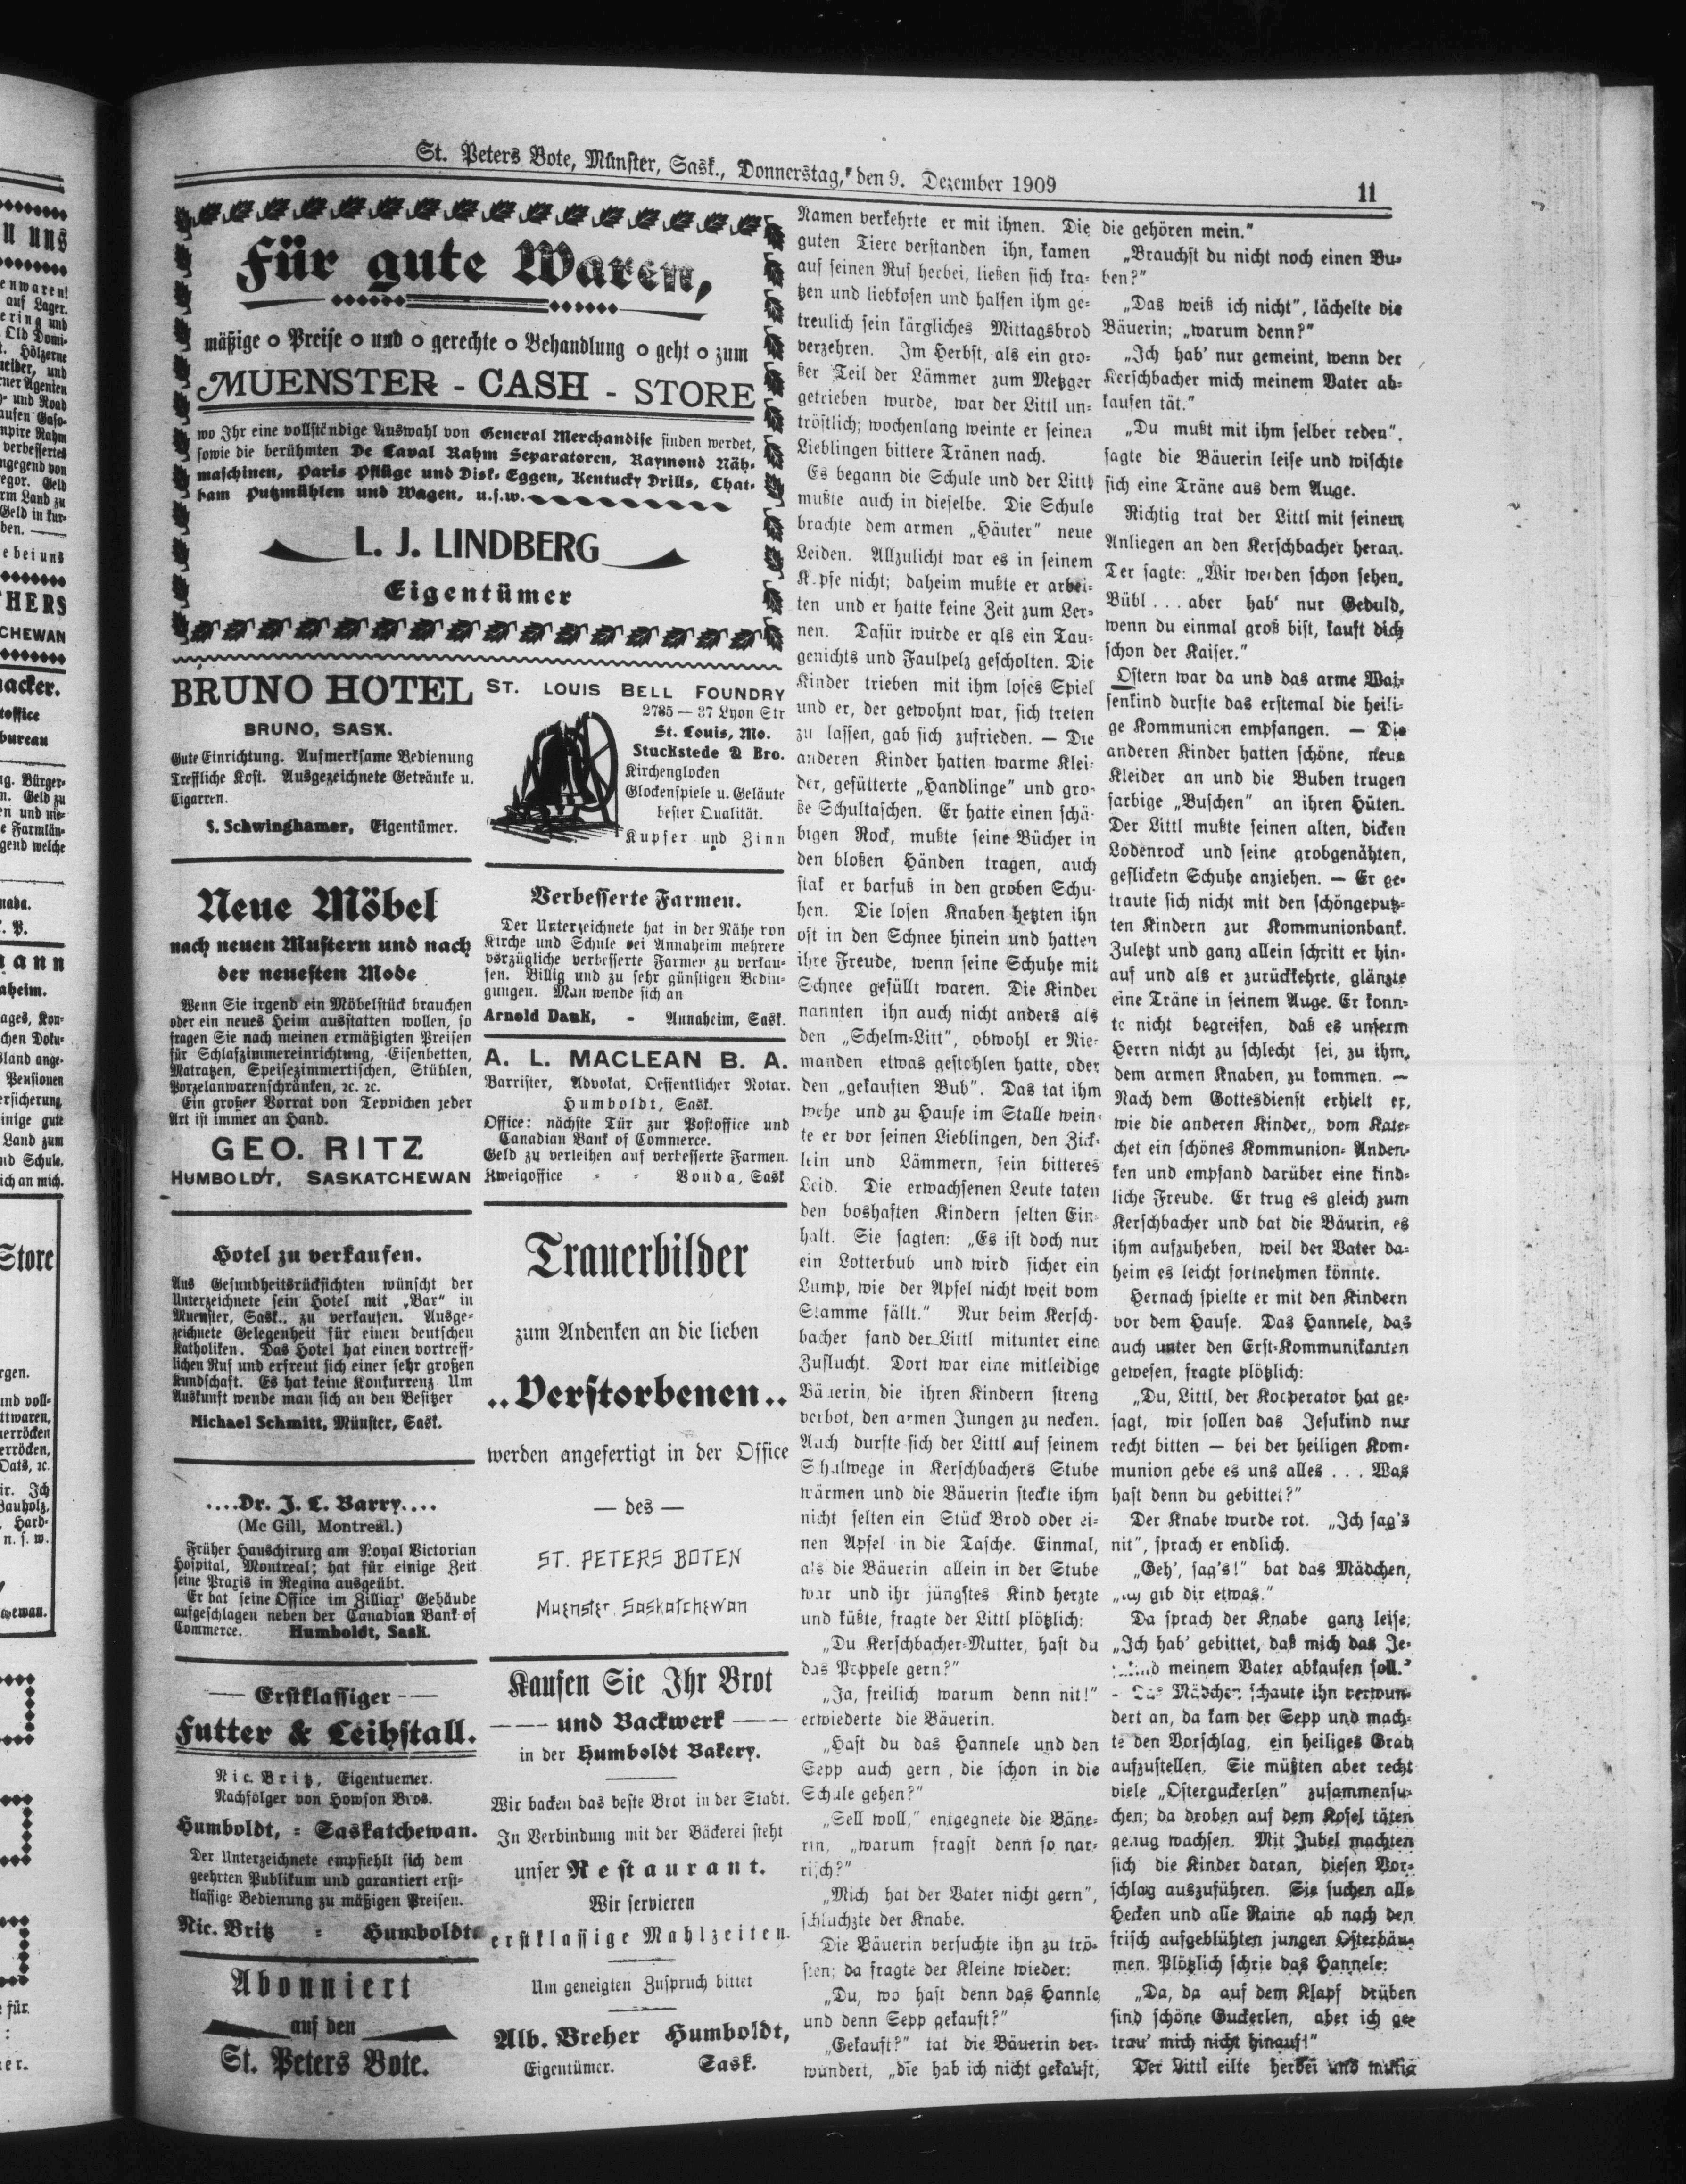 St. Peters Bote, Münster, Sask., Donnerstag, den 9. Dezember 1909
11
Für gute Waren,
mäßige o Preise o und o gerechte o Behandlung o geht o zum
MUENSTER - CASH - STORE
wo Ihr eine vollständige Auswahl von General Merchandise finden werdet,
sowie die berühmten De Laval Rahm Separatoren, Raymond Näh-
maschinen, Paris Pflüge und Disk-Eggen, Kentucky Drills, Chat-
ham Putzmühlen und Wagen, u.s.w.
L. J. LINDBERG
Eigentümer
BRUNO HOTEL
BRUNO, SASK.
Gute Einrichtung. Aufmerksame Bedienung
Treffliche Kost. Ausgezeichnete Getränke u.
Cigarren.
S. Schwinghamer, Eigentümer.
Neue Möbel
nach neuen Mustern und nach
der neuesten Mode
Wenn Sie irgend ein Möbelstück brauchen
oder ein neues Heim ausstatten wollen, so
fragen Sie nach meinen ermäßigten Preisen
für Schlafzimmereinrichtung, Eisenbetten,
Matratzen, Speisezimmertischen, Stühlen,
Porzelanwarenschränken, ꝛc. ꝛc.
Ein großer Vorrat von Teppichen jeder
Art ist immer an Hand.
GEO. RITZ
HUMBOLDT, SASKATCHEWAN
Hotel zu verkaufen.
Aus Gesundheitsrücksichten wünscht der
Unterzeichnete sein Hotel mit „Bar“ in
Muenster, Sask., zu verkaufen. Ausge-
zeichnete Gelegenheit für einen deutschen
Katholiken. Das Hotel hat einen vortreff-
lichen Ruf und erfreut sich einer sehr großen
Kundschaft. Es hat keine Konkurrenz. Um
Auskunft wende man sich an den Besitzer
Michael Schmitt, Münster, Sask.
....Dr. J. C. Barry....
(Mc Gill, Montreal.)
Früher Hauschirurg am Royal Victorian
Hospital, Montreal; hat für einige Zeit
seine Praxis in Regina ausgeübt.
Er hat seine Office im Zilliax' Gebäude
aufgeschlagen neben der Canadian Bank of
Commerce. Humboldt, Sask.
— Erstklassiger —
Futter & Leihstall.
Nic. Britz, Eigentuemer.
Nachfolger von Howson Bros.
Humboldt, = Saskatchewan.
Der Unterzeichnete empfiehlt sich dem
geehrten Publikum und garantiert erst-
klassige Bedienung zu mäßigen Preisen.
Nic. Britz = Humboldt
Abonniert
auf den
St. Peters Bote.
ST. LOUIS BELL FOUNDRY
2735 — 37 Lyon Str
St. Louis, Mo.
Stuckstede & Bro.
Kirchenglocken
Glockenspiele u. Geläute
bester Qualität.
Kupfer und Zinn
Verbesserte Farmen.
Der Unterzeichnete hat in der Nähe von
Kirche und Schule bei Annaheim mehrere
vorzügliche verbesserte Farmen zu verkau-
fen. Billig und zu sehr günstigen Bedin-
gungen. Man wende sich an
Arnold Dauk, - Annaheim, Sask.
A. L. MACLEAN B. A.
Barrister, Advokat, Oeffentlicher Notar.
Humboldt, Sask.
Office: nächste Tür zur Postoffice und
Canadian Bank of Commerce.
Geld zu verleihen auf verbesserte Farmen.
Zweigoffice - - Vonda, Sask
Trauerbilder
zum Andenken an die lieben
..Verstorbenen..
werden angefertigt in der Office
— des —
ST. PETERS BOTEN
Muenster, Saskatchewan
Kaufen Sie Ihr Brot
— — und Backwerk — —
in der Humboldt Bakery.
Wir backen das beste Brot in der Stadt.
In Verbindung mit der Bäckerei steht
unser Restaurant.
Wir servieren
erstklassige Mahlzeiten.
Um geneigten Zuspruch bittet
Alb. Breher Humboldt,
Eigentümer. Sask.
Namen verkehrte er mit ihnen. Die
guten Tiere verstanden ihn, kamen
auf seinen Ruf herbei, ließen sich kra-
tzen und liebkosen und halfen ihm ge-
treulich sein kärgliches Mittagsbrod
verzehren. Im Herbst, als ein gro-
ßer Teil der Lämmer zum Metzger
getrieben wurde, war der Littl un-
tröstlich; wochenlang weinte er seinen
Lieblingen bittere Tränen nach.
Es begann die Schule und der Littl
mußte auch in dieselbe. Die Schule
brachte dem armen „Häuter“ neue
Leiden. Allzulicht war es in seinem
Kopfe nicht; daheim mußte er arbei-
ten und er hatte keine Zeit zum Ler-
nen. Dafür wurde er als ein Tau-
genichts und Faulpelz gescholten. Die
Kinder trieben mit ihm loses Spiel
und er, der gewohnt war, sich treten
zu lassen, gab sich zufrieden. — Die
anderen Kinder hatten warme Klei-
der, gefütterte „Handlinge“ und gro-
ße Schultaschen. Er hatte einen schä-
bigen Rock, mußte seine Bücher in
den bloßen Händen tragen, auch
stak er barfuß in den groben Schu-
hen. Die losen Knaben hetzten ihn
oft in den Schnee hinein und hatten
ihre Freude, wenn seine Schuhe mit
Schnee gefüllt waren. Die Kinder
nannten ihn auch nicht anders als
den „Schelm-Litt“, obwohl er Nie-
manden etwas gestohlen hatte, oder
den „gekauften Bub“. Das tat ihm
wehe und zu Hause im Stalle wein-
te er vor seinen Lieblingen, den Zick-
lein und Lämmern, sein bitteres
Leid. Die erwachsenen Leute taten
den boshaften Kindern selten Ein-
halt. Sie sagten: „Es ist doch nur
ein Lotterbub und wird sicher ein
Lump, wie der Apfel nicht weit vom
Stamme fällt.“ Nur beim Kersch-
bacher fand der Littl mitunter eine
Zuflucht. Dort war eine mitleidige
Bäuerin, die ihren Kindern streng
verbot, den armen Jungen zu necken.
Auch durfte sich der Littl auf seinem
Schulwege in Kerschbachers Stube
wärmen und die Bäuerin steckte ihm
nicht selten ein Stück Brod oder ei-
nen Apfel in die Tasche. Einmal,
als die Bäuerin allein in der Stube
war und ihr jüngstes Kind herzte
und küßte, fragte der Littl plötzlich:
„Du Kerschbacher-Mutter, hast du
das Poppele gern?“
„Ja, freilich warum denn nit!“
erwiederte die Bäuerin.
„Hast du das Hannele und den
Sepp auch gern, die schon in die
Schule gehen?“
„Sell woll,“ entgegnete die Bäue-
rin, „warum fragst denn so nar-
risch?“
„Mich hat der Vater nicht gern“,
schluchzte der Knabe.
Die Bäuerin versuchte ihn zu trö-
sten; da fragte der Kleine wieder:
„Du, wo hast denn das Hannle
und denn Sepp gekauft?“
„Gekauft?“ tat die Bäuerin ver-
wundert, „die hab ich nicht gekauft,
die gehören mein.“
„Brauchst du nicht noch einen Bu-
ben?“
„Das weiß ich nicht“, lächelte die
Bäuerin; „warum denn?“
„Ich hab' nur gemeint, wenn der
Kerschbacher mich meinem Vater ab-
kaufen tät.“
„Du mußt mit ihm selber reden“,
sagte die Bäuerin leise und wischte
sich eine Träne aus dem Auge.
Richtig trat der Littl mit seinem
Anliegen an den Kerschbacher heran.
Der sagte: „Wir werden schon sehen,
Bübl... aber hab' nur Geduld,
wenn du einmal groß bist, kauft dich
schon der Kaiser.“
Ostern war da und das arme Wai-
senkind durfte das erstemal die heili-
ge Kommunion empfangen. — Die
anderen Kinder hatten schöne, neue
Kleider an und die Buben trugen
farbige „Buschen“ an ihren Hüten.
Der Littl mußte seinen alten, dicken
Lodenrock und seine grobgenähten,
geflicketn Schuhe anziehen. — Er ge-
traute sich nicht mit den schöngeputz-
ten Kindern zur Kommunionbank.
Zuletzt und ganz allein schritt er hin-
auf und als er zurückkehrte, glänzte
eine Träne in seinem Auge. Er konn-
te nicht begreifen, daß es unserm
Herrn nicht zu schlecht sei, zu ihm,
dem armen Knaben, zu kommen. —
Nach dem Gottesdienst erhielt er,
wie die anderen Kinder,, vom Kate-
chet ein schönes Kommunion- Anden-
ken und empfand darüber eine kind-
liche Freude. Er trug es gleich zum
Kerschbacher und bat die Bäurin, es
ihm aufzuheben, weil der Vater da-
heim es leicht fortnehmen könnte.
Hernach spielte er mit den Kindern
vor dem Hause. Das Hannele, das
auch unter den Erst-Kommunikanten
gewesen, fragte plötzlich:
„Du, Littl, der Kooperator hat ge-
sagt, wir sollen das Jesukind nur
recht bitten — bei der heiligen Kom-
munion gebe es uns alles ... Was
hast denn du gebittet?“
Der Knabe wurde rot. „Ich sag's
nit“, sprach er endlich.
„Geh', sag's!“ bat das Mädchen,
„ich gib dir etwas.“
Da sprach der Knabe ganz leise:
„Ich hab' gebittet, daß mich das Je-
sukind meinem Vater abkaufen soll.“
- Das Mädchen schaute ihn verwun-
dert an, da kam der Sepp und mach-
te den Vorschlag, ein heiliges Grab
aufzustellen. Sie müßten aber recht
viele „Osterguckerlen“ zusammensu-
chen; da droben auf dem Kofel täten
genug wachsen. Mit Jubel machten
sich die Kinder daran, diesen Vor-
schlag auszuführen. Sie suchen alle
Hecken und alle Raine ab nach den
frisch aufgeblühten jungen Osterbäu-
men. Plötzlich schrie das Hannele:
„Da, da auf dem Klapf drüben
sind schöne Guckerlen, aber ich ge-
trau' mich nicht hinauf!“
Der Littl eilte herbei und mutig